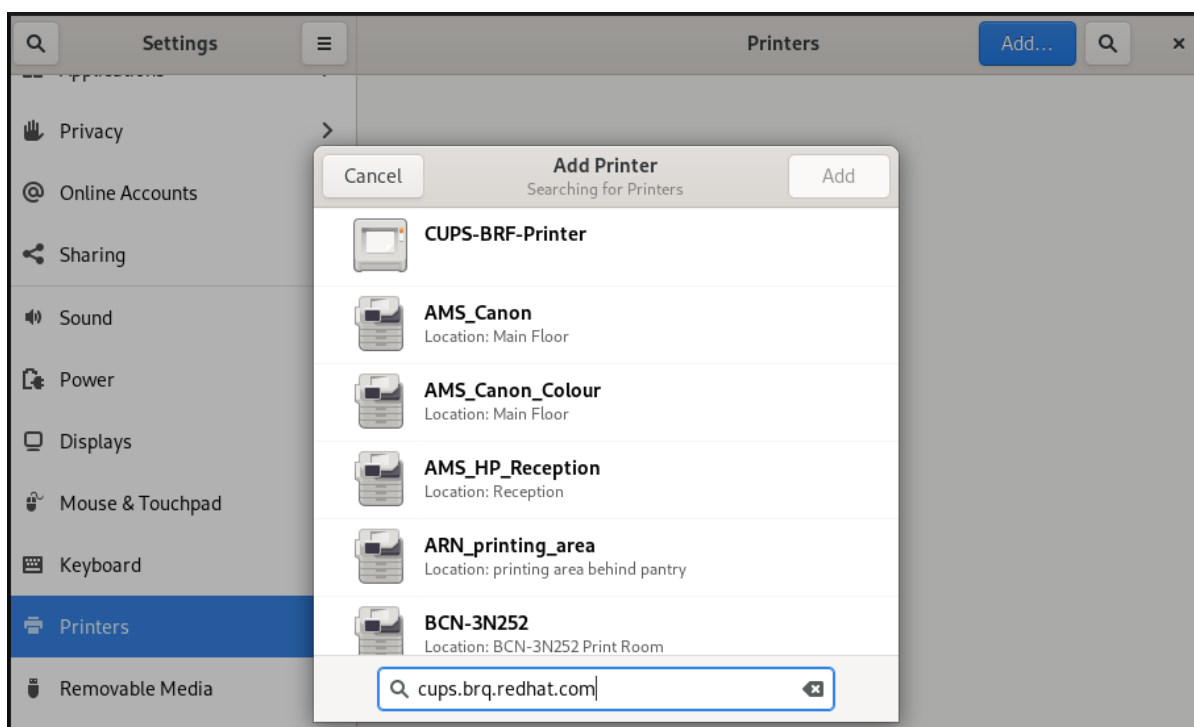 Settings
Printers
Add...
Applications
Privacy
Online Accounts
Sharing
Sound
Power
Displays
Mouse & Touchpad
Keyboard
Printers
Removable Media
Cancel
Add Printer
Searching for Printers
Add
CUPS-BRF-Printer
AMS_Canon
Location: Main Floor
AMS_Canon_Colour
Location: Main Floor
AMS_HP_Reception
Location: Reception
ARN_printing_area
Location: printing area behind pantry
BCN-3N252
Location: BCN-3N252 Print Room
cups.brq.redhat.com